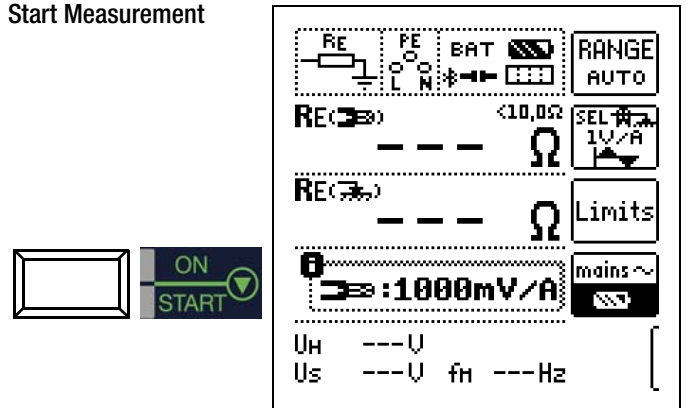 Start Measurement
ON
START
RE
PE
L N
BAT
RANGE
AUTO
RE( )
<10,0Ω
--- Ω
SEL
1V/A
RE( )
--- Ω
Limits
:1000mV/A
mains~
UH ---V
US ---V fM ---Hz